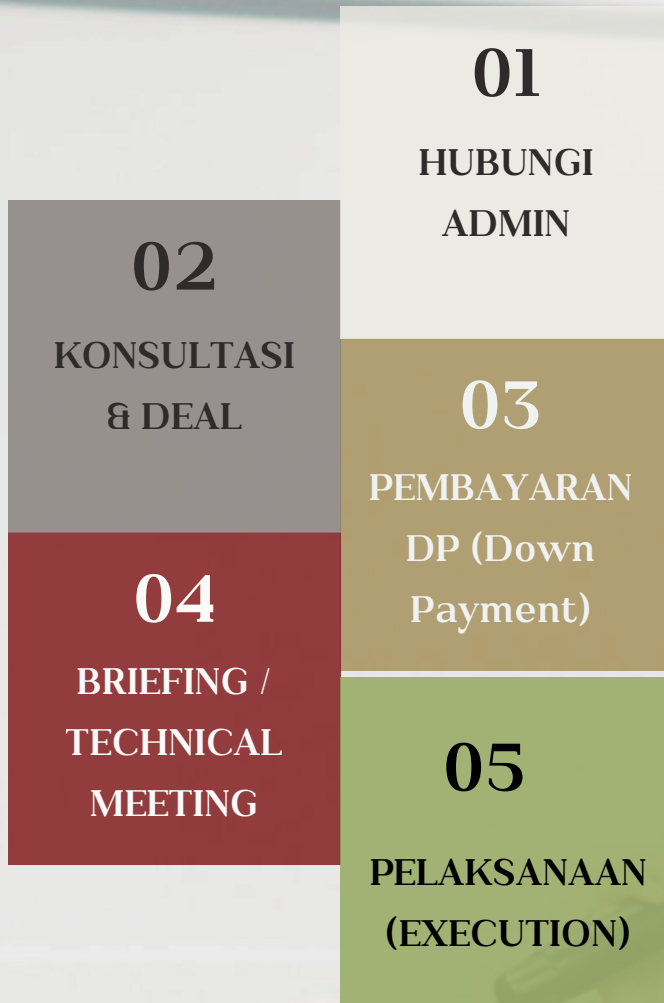 01
HUBUNGI
ADMIN
02
KONSULTASI
& DEAL
03
PEMBAYARAN
DP (Down
Payment)
04
BRIEFING /
TECHNICAL
MEETING
05
PELAKSANAAN
(EXECUTION)